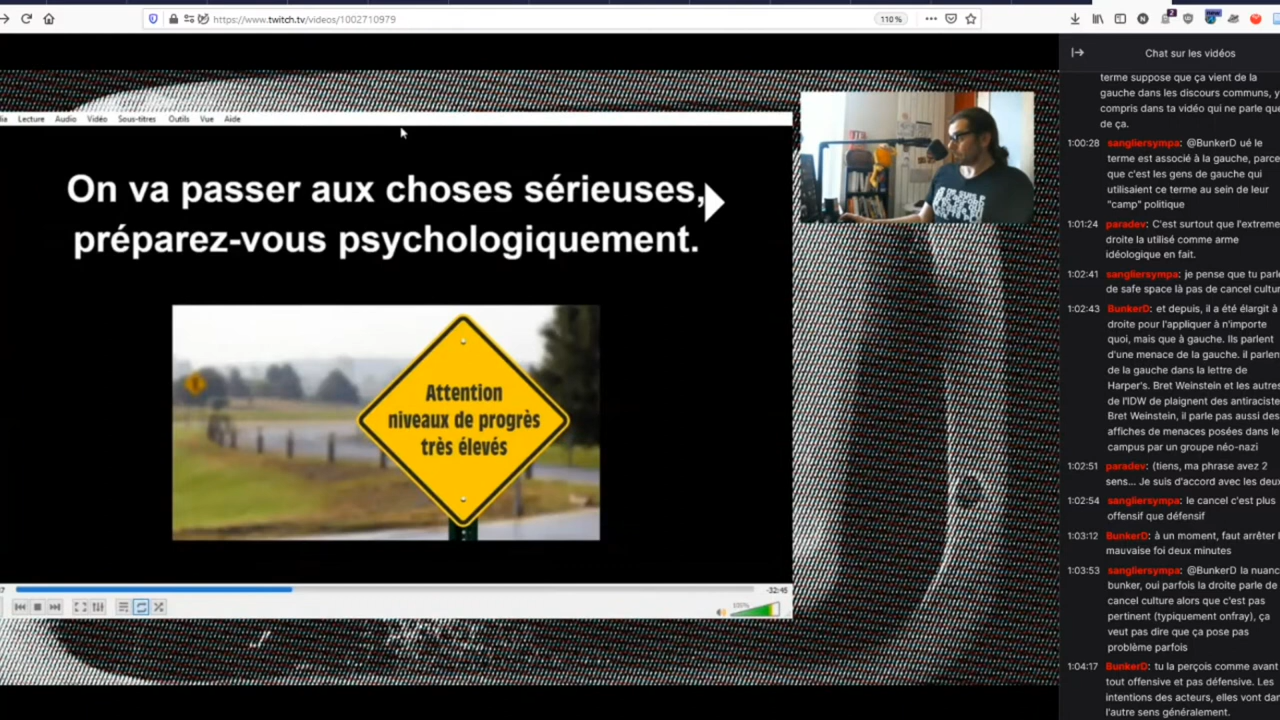 https://www.twitch.tv/videos/1002710979
110%
Chat sur les vidéos
Lecture Audio Vidéo Sous-titres Outils Vue Aide
On va passer aux choses sérieuses,
préparez-vous psychologiquement.
Attention
niveaux de progrès
très élevés
-32:45
100%
terme suppose que ça vient de la
gauche dans les discours communs, y
compris dans ta vidéo qui ne parle que
de ça.
1:00:28 sangliersympa: @BunkerD ué le
terme est associé à la gauche, parce
que c'est les gens de gauche qui
utilisaient ce terme au sein de leur
"camp" politique
1:01:24 paradev: C'est surtout que l'extreme
droite la utilisé comme arme
idéologique en fait.
1:02:41 sangliersympa: je pense que tu parle
de safe space là pas de cancel cultur
1:02:43 BunkerD: et depuis, il a été élargit à
droite pour l'appliquer à n'importe
quoi, mais que à gauche. Ils parlent
d'une menace de la gauche. il parlent
de la gauche dans la lettre de
Harper's. Bret Weinstein et les autres
de l'IDW de plaignent des antiraciste
Bret Weinstein, il parle pas aussi des
affiches de menaces posées dans les
campus par un groupe néo-nazi
1:02:51 paradev: (tiens, ma phrase avez 2
sens... Je suis d'accord avec les deux
1:02:54 sangliersympa: le cancel c'est plus
offensif que défensif
1:03:12 BunkerD: à un moment, faut arrêter l
mauvaise foi deux minutes
1:03:53 sangliersympa: @BunkerD la nuanc
bunker, oui parfois la droite parle de
cancel culture alors que c'est pas
pertinent (typiquement onfray), ça
veut pas dire que ça pose pas
problème parfois
1:04:17 BunkerD: tu la perçois comme avant
tout offensive et pas défensive. Les
intentions des acteurs, elles vont dan
l'autre sens généralement.